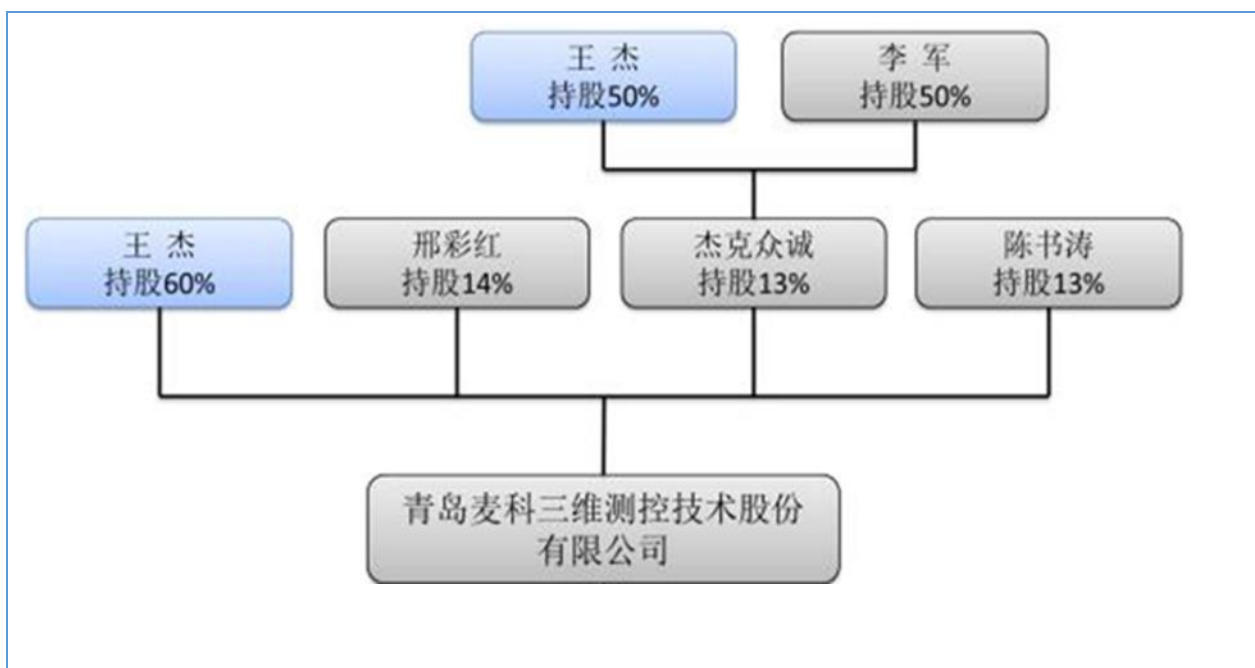 王 杰
持股50%
李 军
持股50%
王 杰
持股60%
邢彩红
持股14%
杰克众诚
持股13%
陈书涛
持股13%
青岛麦科三维测控技术股份
有限公司